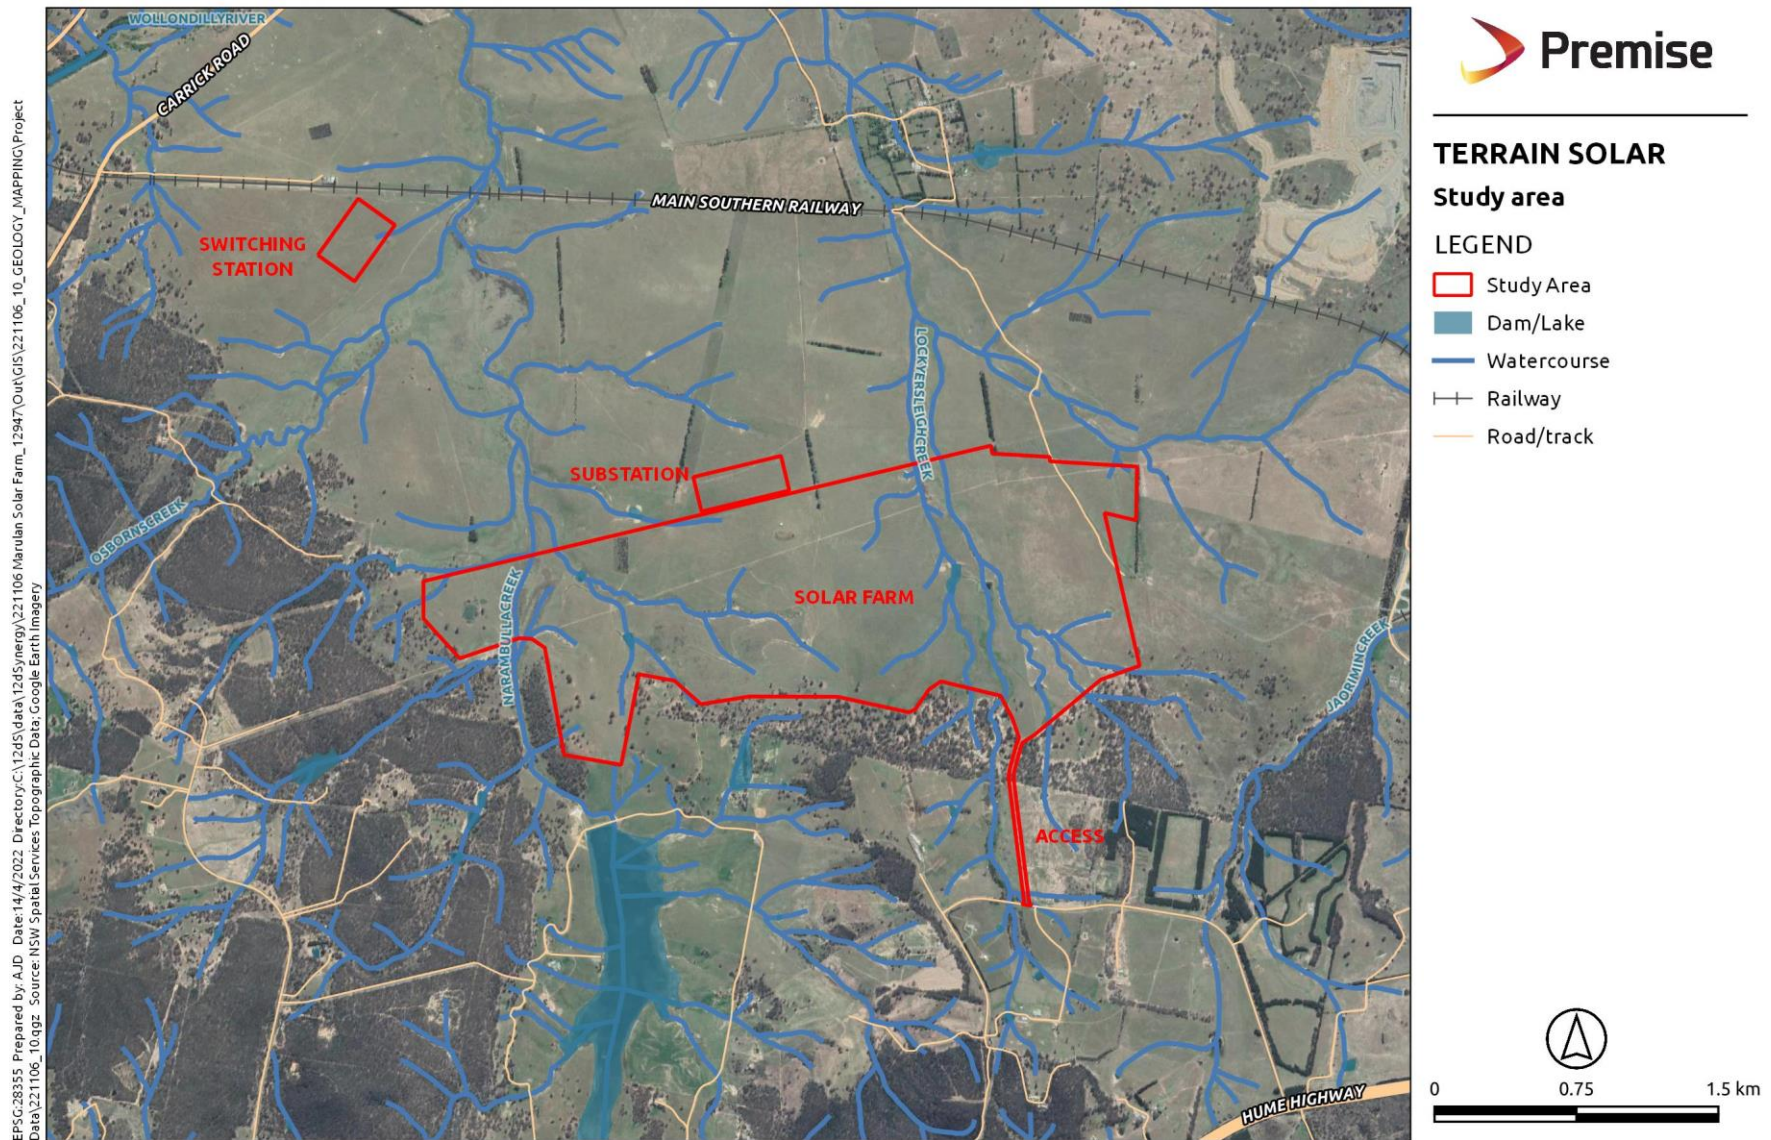 WOLLONDILLYRIVER
CARRICK ROAD
MAIN SOUTHERN RAILWAY
SWITCHING
STATION
LOCKYERSLEIGHCREEK
SUBSTATION
OSBORNSCREEK
NARAMBULLACREEK
SOLAR FARM
JAORIMINCREEK
ACCESS
HUME HIGHWAY
Premise
TERRAIN SOLAR
Study area
LEGEND
Study Area
Dam/Lake
Watercourse
Railway
Road/track
0 0.75 1.5 km
EPSG:28355 Prepared by: AJD Date:14/4/2022 Directory:C:\12dS\data\12dSynergy\221106 Marulan Solar Farm_12947\Out\GIS\221106_10_GEOLOGY_MAPPING\Project
Data\221106_10.qgz Source: NSW Spatial Services Topographic Data; Google Earth Imagery